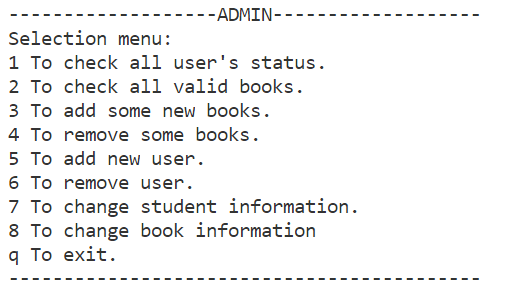 -------------------ADMIN-------------------
Selection menu:
1 To check all user's status.
2 To check all valid books.
3 To add some new books.
4 To remove some books.
5 To add new user.
6 To remove user.
7 To change student information.
8 To change book information
q To exit.
-------------------------------------------